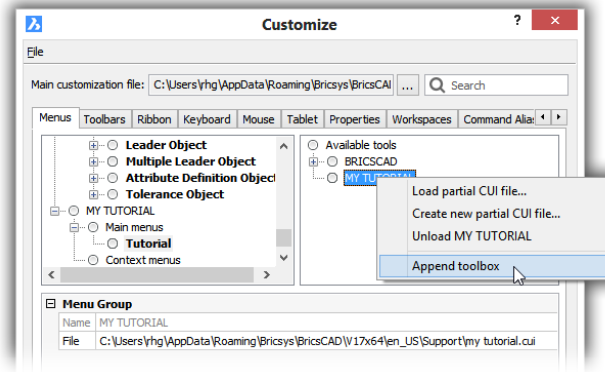 Customize
?
×
File
Main customization file: C:\Users\rhg\AppData\Roaming\Bricsys\BricsCAI ... Search
Menus Toolbars Ribbon Keyboard Mouse Tablet Properties Workspaces Command Alia:
Leader Object
Multiple Leader Object
Attribute Definition Object
Tolerance Object
MY TUTORIAL
Main menus
Tutorial
Context menus
Available tools
BRICSCAD
MY TUTORIAL
Load partial CUI file...
Create new partial CUI file...
Unload MY TUTORIAL
Append toolbox
Menu Group
Name MY TUTORIAL
File C:\Users\rhg\AppData\Roaming\Bricsys\BricsCAD\V17x64\en_US\Support\my tutorial.cui